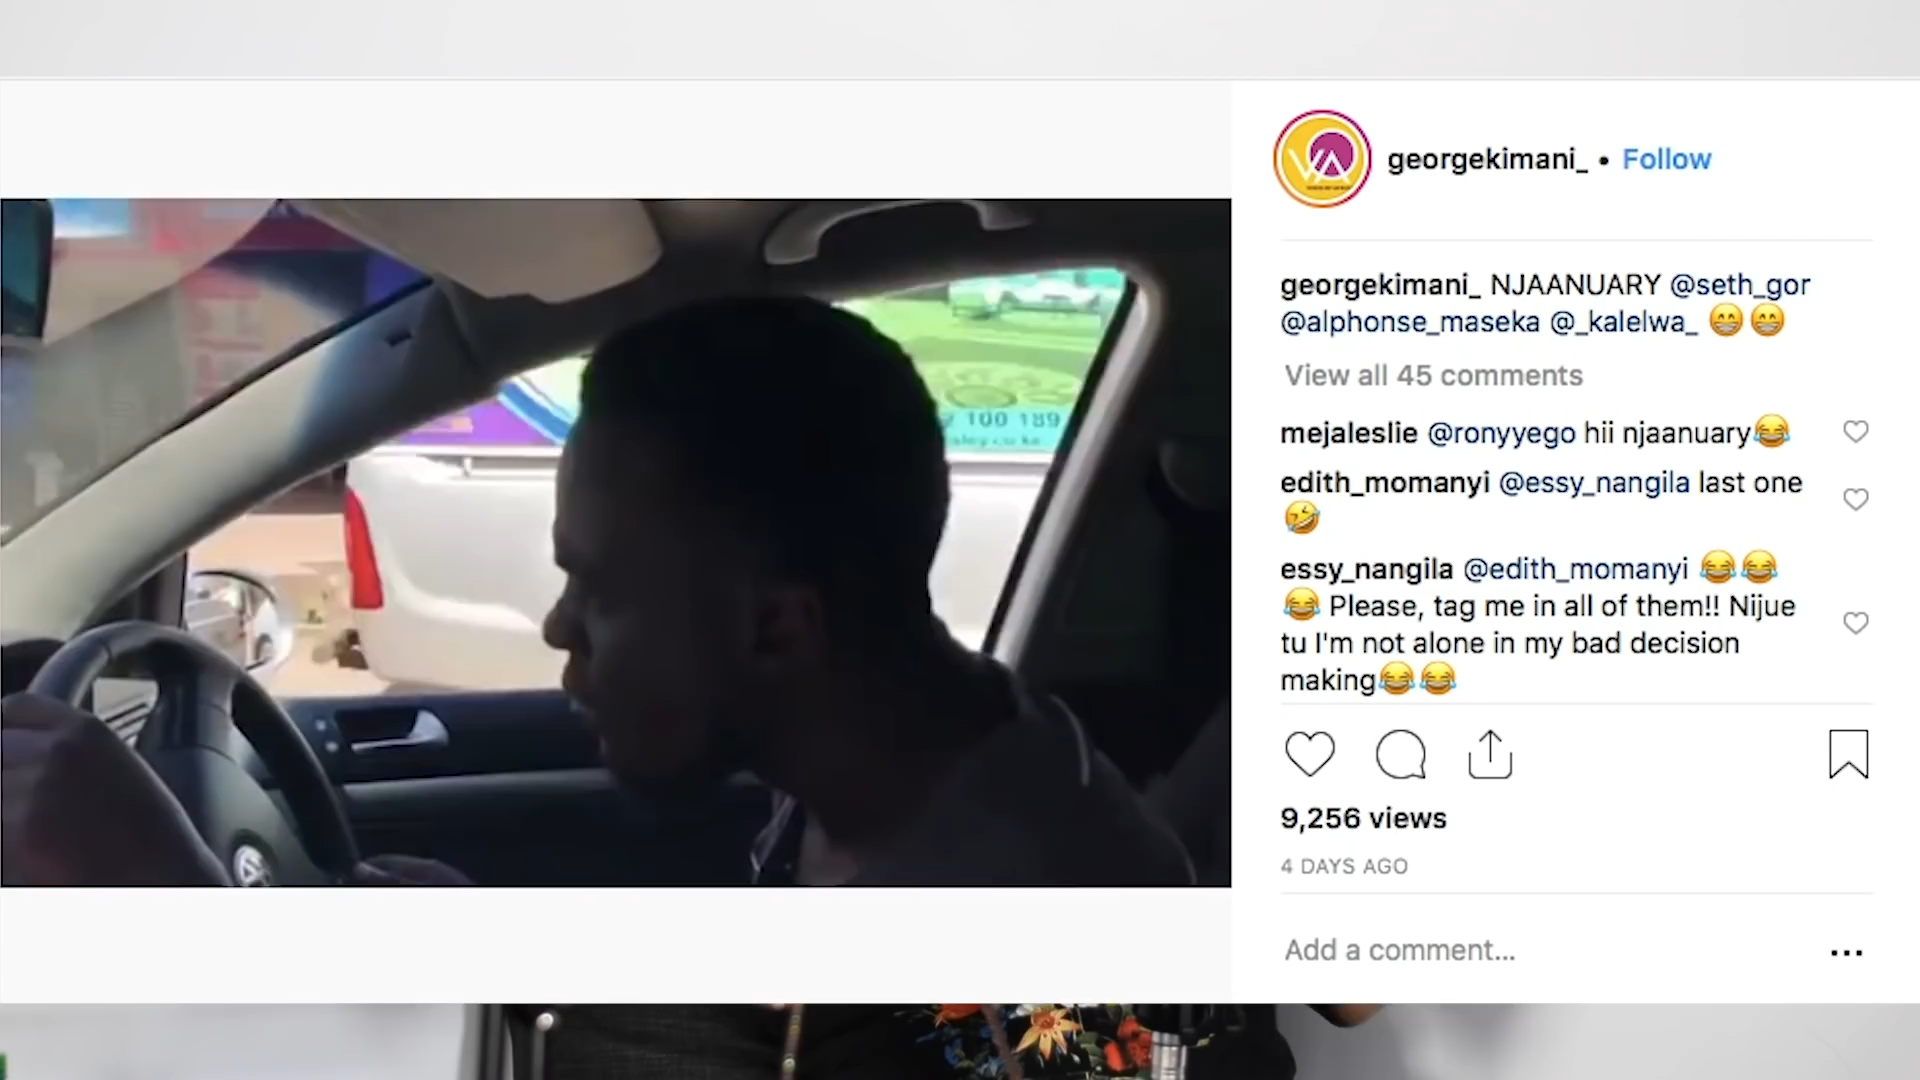 georgekimani_ • Follow
georgekimani_ NJAANUARY @seth_gor
@alphonse_maseka @_kalelwa_ 😁😁
View all 45 comments
mejaleslie @ronyyego hii njaanuary😂
edith_momanyi @essy_nangila last one
🤣
essy_nangila @edith_momanyi 😂😂
😂 Please, tag me in all of them!! Nijue
tu I'm not alone in my bad decision
making😂😂
9,256 views
4 DAYS AGO
Add a comment...
100 189
VA